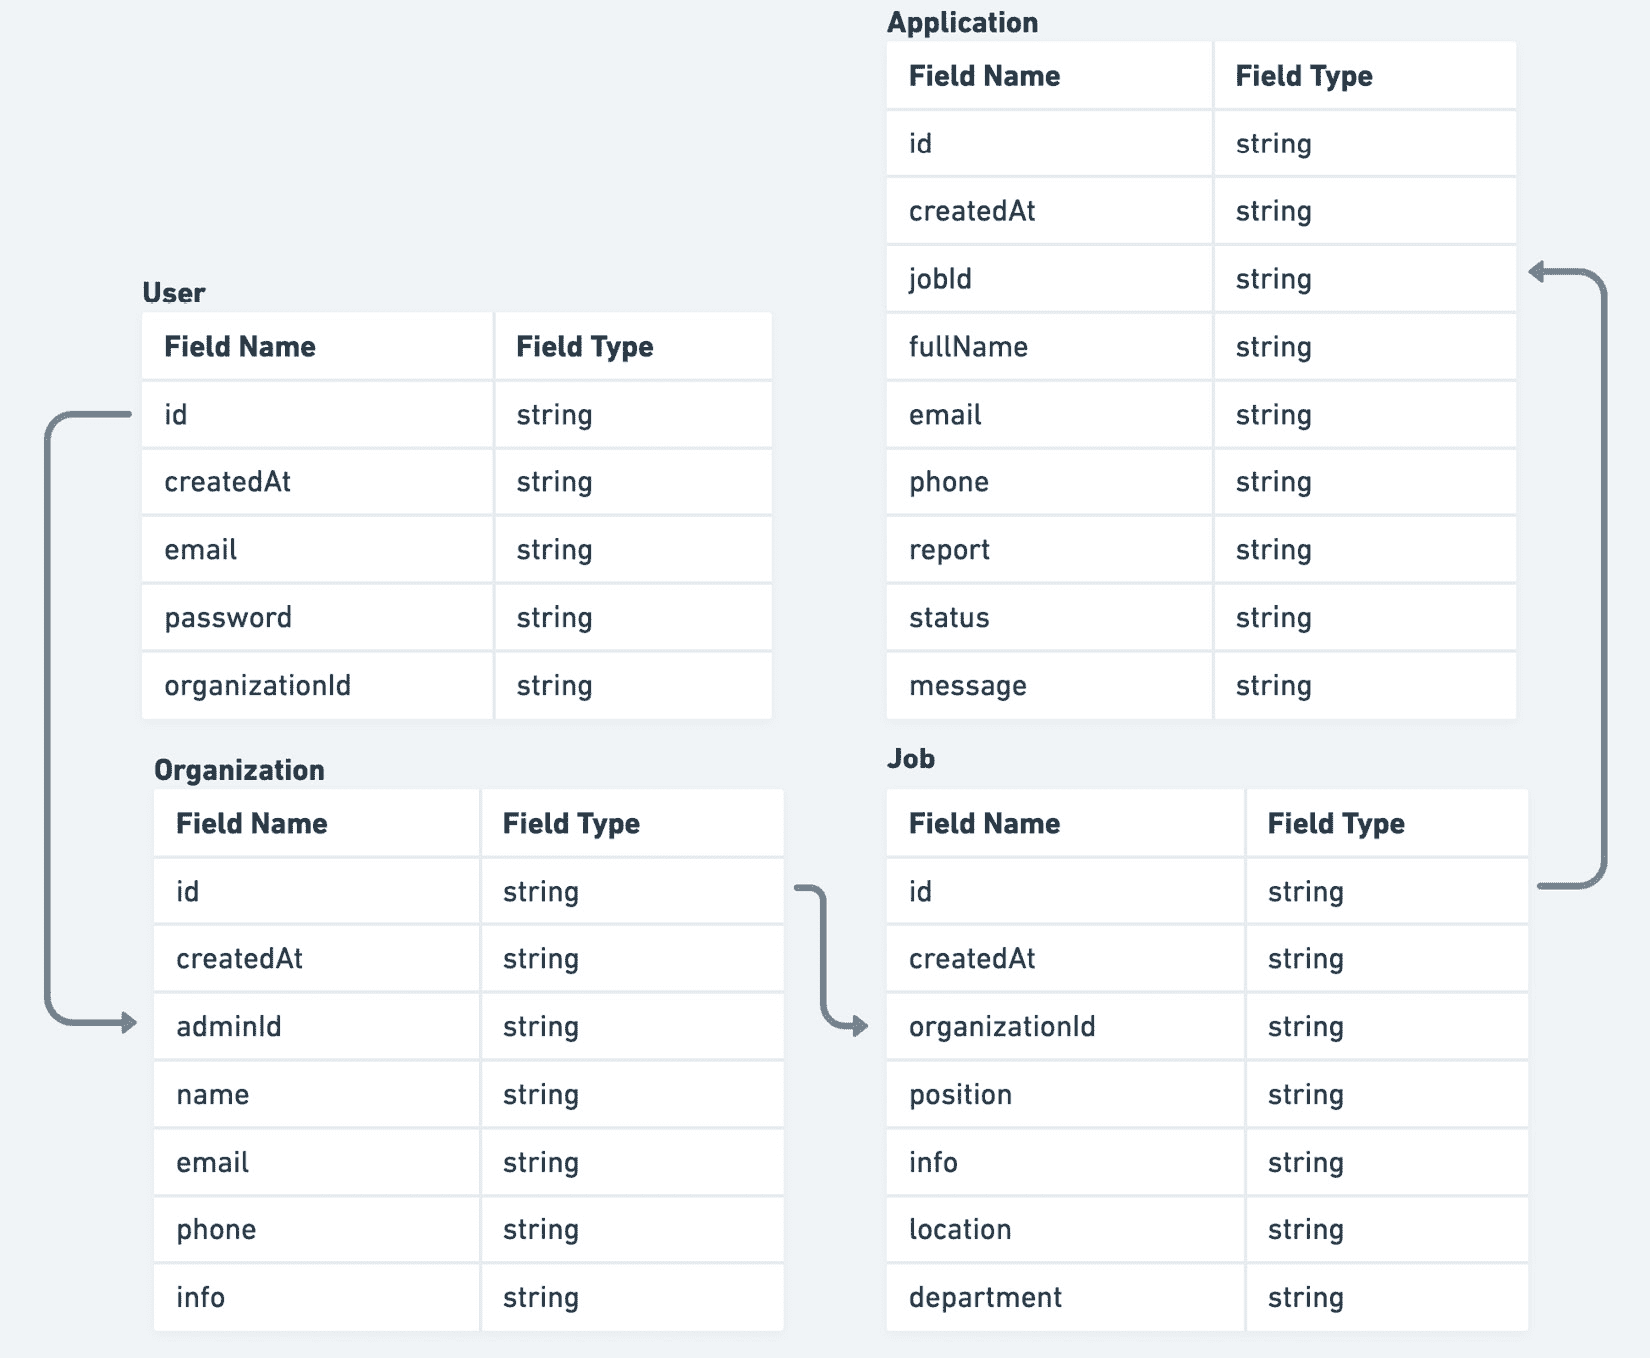 User
Field Name Field Type
id string
createdAt string
email string
password string
organizationId string
Organization
Field Name Field Type
id string
createdAt string
adminId string
name string
email string
phone string
info string
Application
Field Name Field Type
id string
createdAt string
jobId string
fullName string
email string
phone string
report string
status string
message string
Job
Field Name Field Type
id string
createdAt string
organizationId string
position string
info string
location string
department string